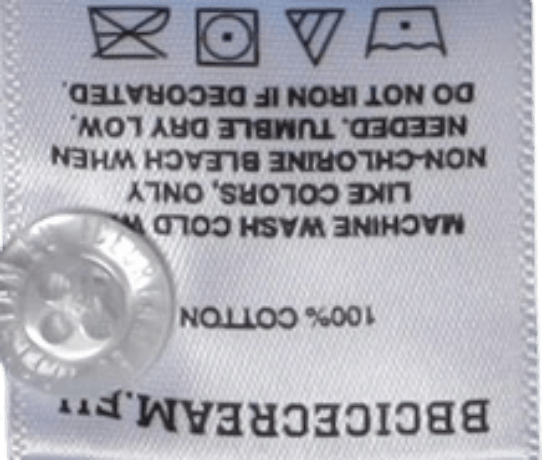 BBCICECREAM.EU
100% COTTON
MACHINE WASH COLD
LIKE COLORS, ONLY
NON-CHLORINE BLEACH WHEN
NEEDED. TUMBLE DRY LOW.
DO NOT IRON IF DECORATED.